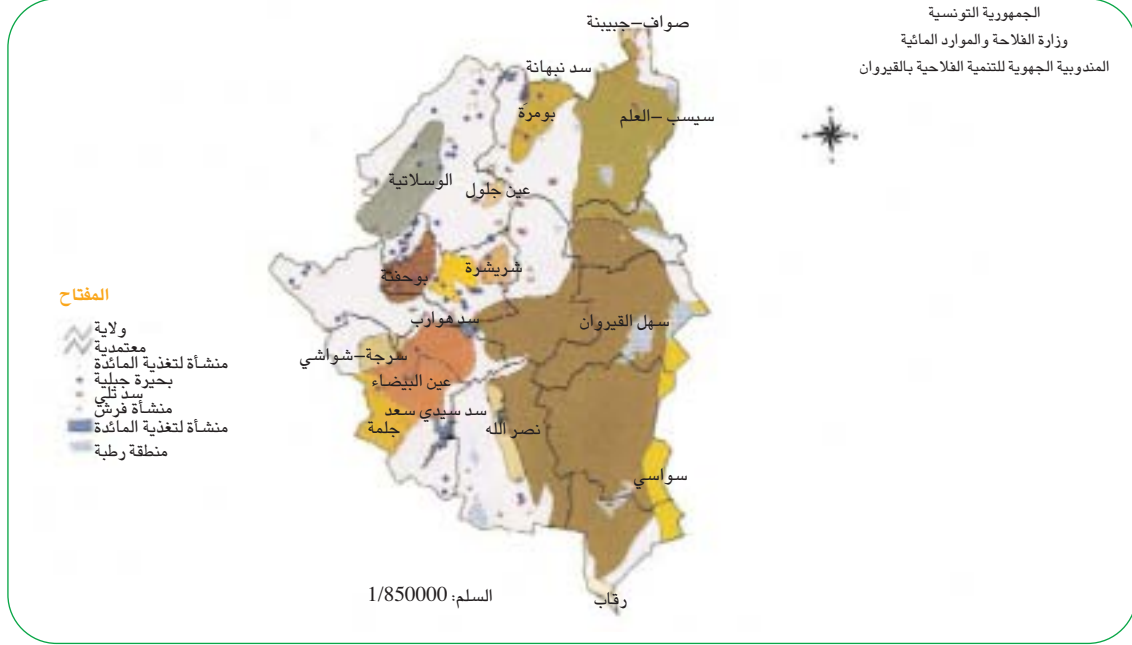 الجمهورية التونسية
وزارة الفلاحة والموارد المائية
المندوبية الجهوية للتنمية الفلاحية بالقيروان
صواف-جبيبنة
سد نبهانة
بومرة
سيسب -العلم
الوسلاتية
عين جلول
شريشرة
بوحفنة
سد هوارب
سهل القيروان
سرجة-شواشي
عين البيضاء
سد سيدي سعد
نصر الله
جلمة
سواسي
رقاب
المفتاح
ولاية
معتمدية
منشأة لتغذية المائدة
بحيرة جبلية
سد تلي
منشأة فرش
منشأة لتغذية المائدة
منطقة رطبة
السلم: 1/850000